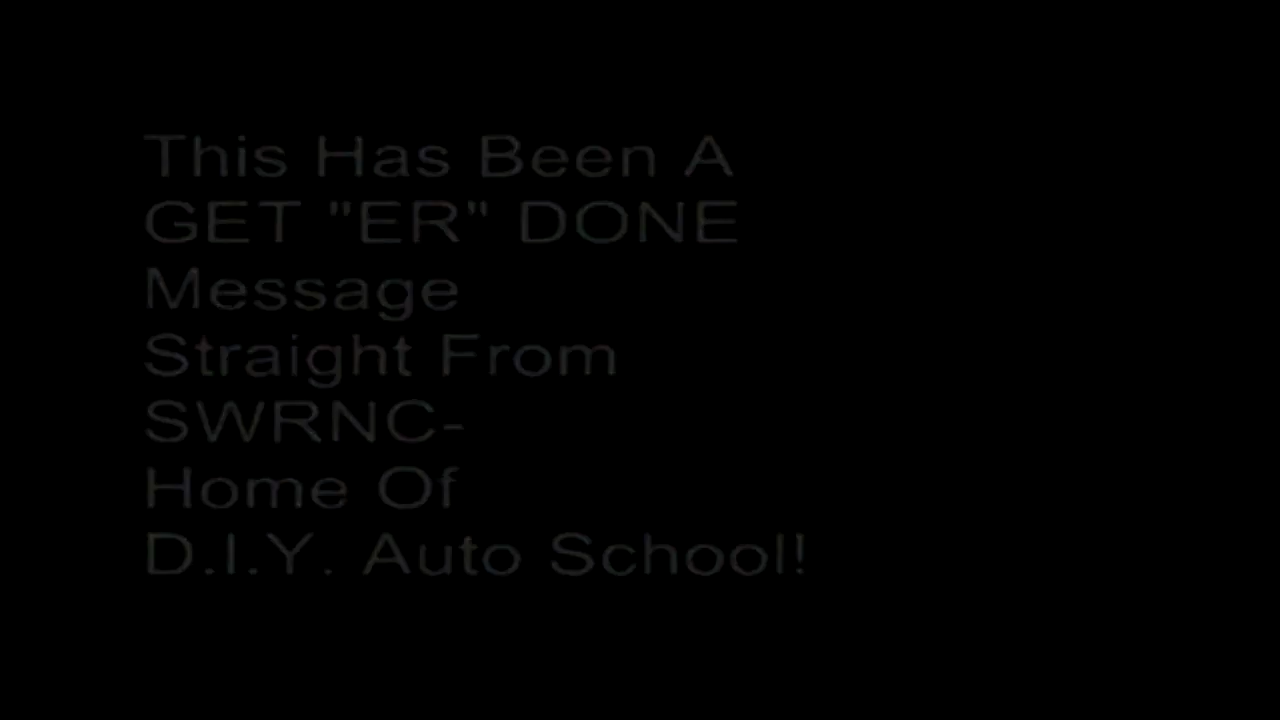 This Has Been A
GET "ER" DONE
Message
Straight From
SWRNC-
Home Of
D.I.Y. Auto School!